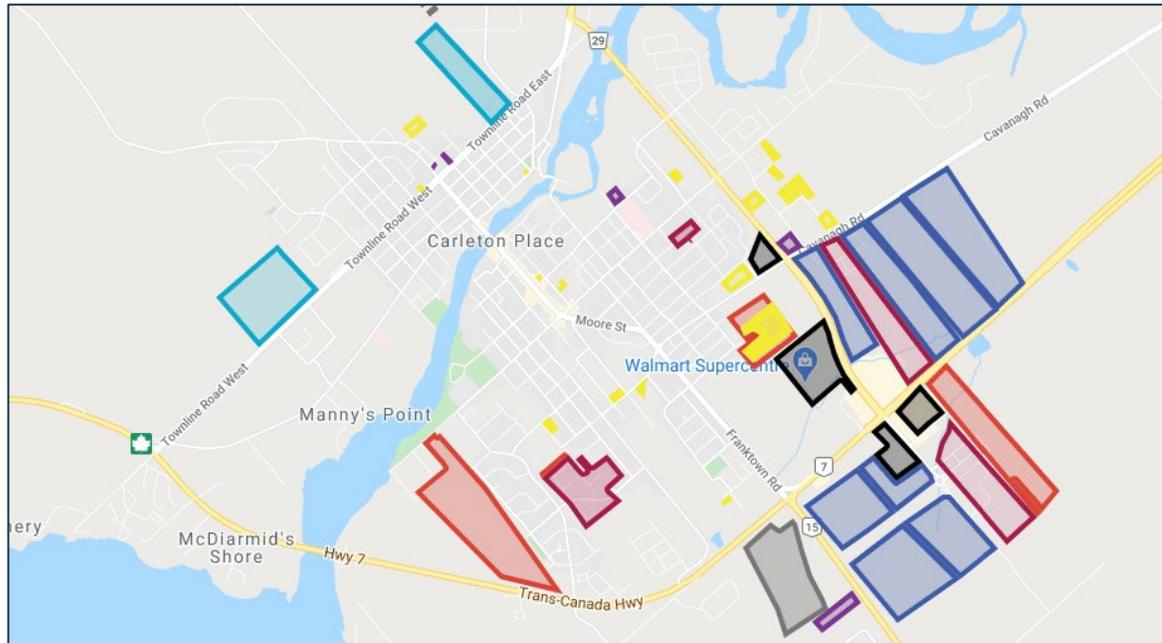 29
Townline Road East
Cavanagh Rd
Townline Road West
Cavanagh Rd
Carleton Place
Moore St
Walmart Supercentre
Townline Road West
Manny's Point
Franktown Rd
7
15
McDiarmid's
Shore
Hwy 7
Trans-Canada Hwy